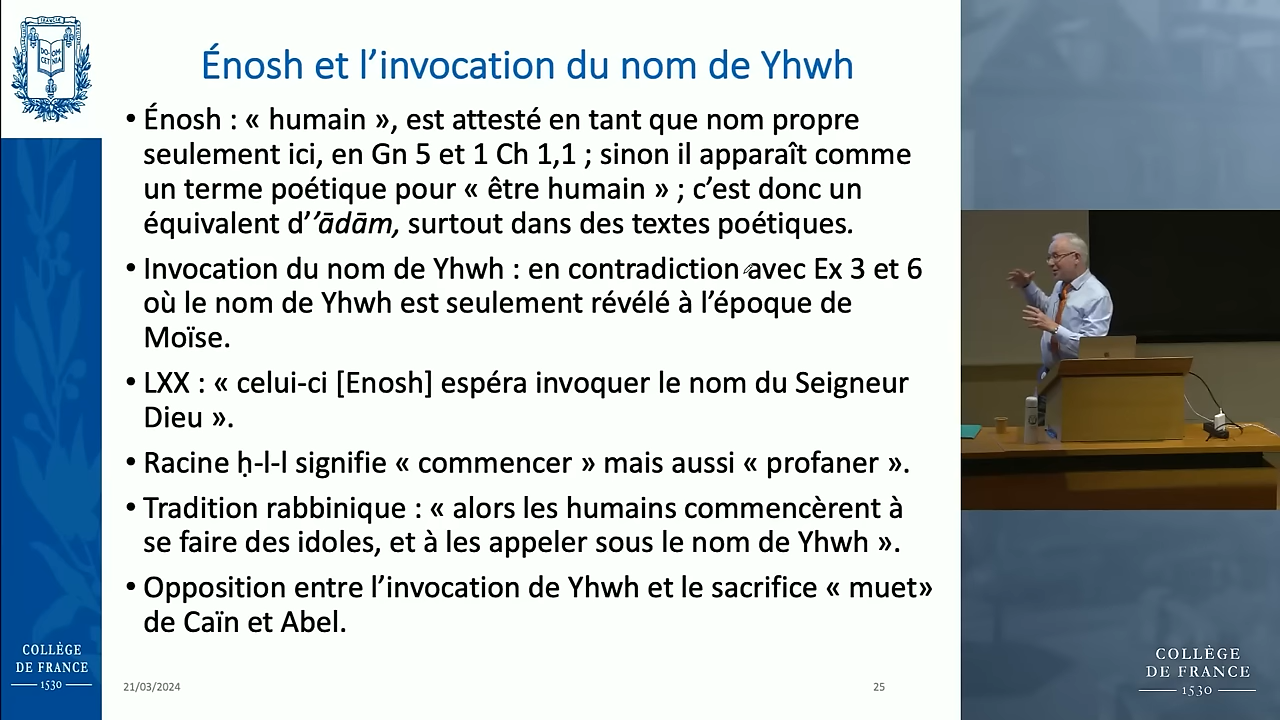 Énosh et l’invocation du nom de Yhwh
• Énosh : « humain », est attesté en tant que nom propre
seulement ici, en Gn 5 et 1 Ch 1,1 ; sinon il apparaît comme
un terme poétique pour « être humain » ; c’est donc un
équivalent d’’ādām, surtout dans des textes poétiques.
• Invocation du nom de Yhwh : en contradiction avec Ex 3 et 6
où le nom de Yhwh est seulement révélé à l’époque de
Moïse.
• LXX : « celui-ci [Enosh] espéra invoquer le nom du Seigneur
Dieu ».
• Racine ḥ-l-l signifie « commencer » mais aussi « profaner ».
• Tradition rabbinique : « alors les humains commencèrent à
se faire des idoles, et à les appeler sous le nom de Yhwh ».
• Opposition entre l’invocation de Yhwh et le sacrifice « muet»
de Caïn et Abel.
COLLÈGE
DE FRANCE
1530
21/03/2024
25
COLLÈGE
DE FRANCE
1530